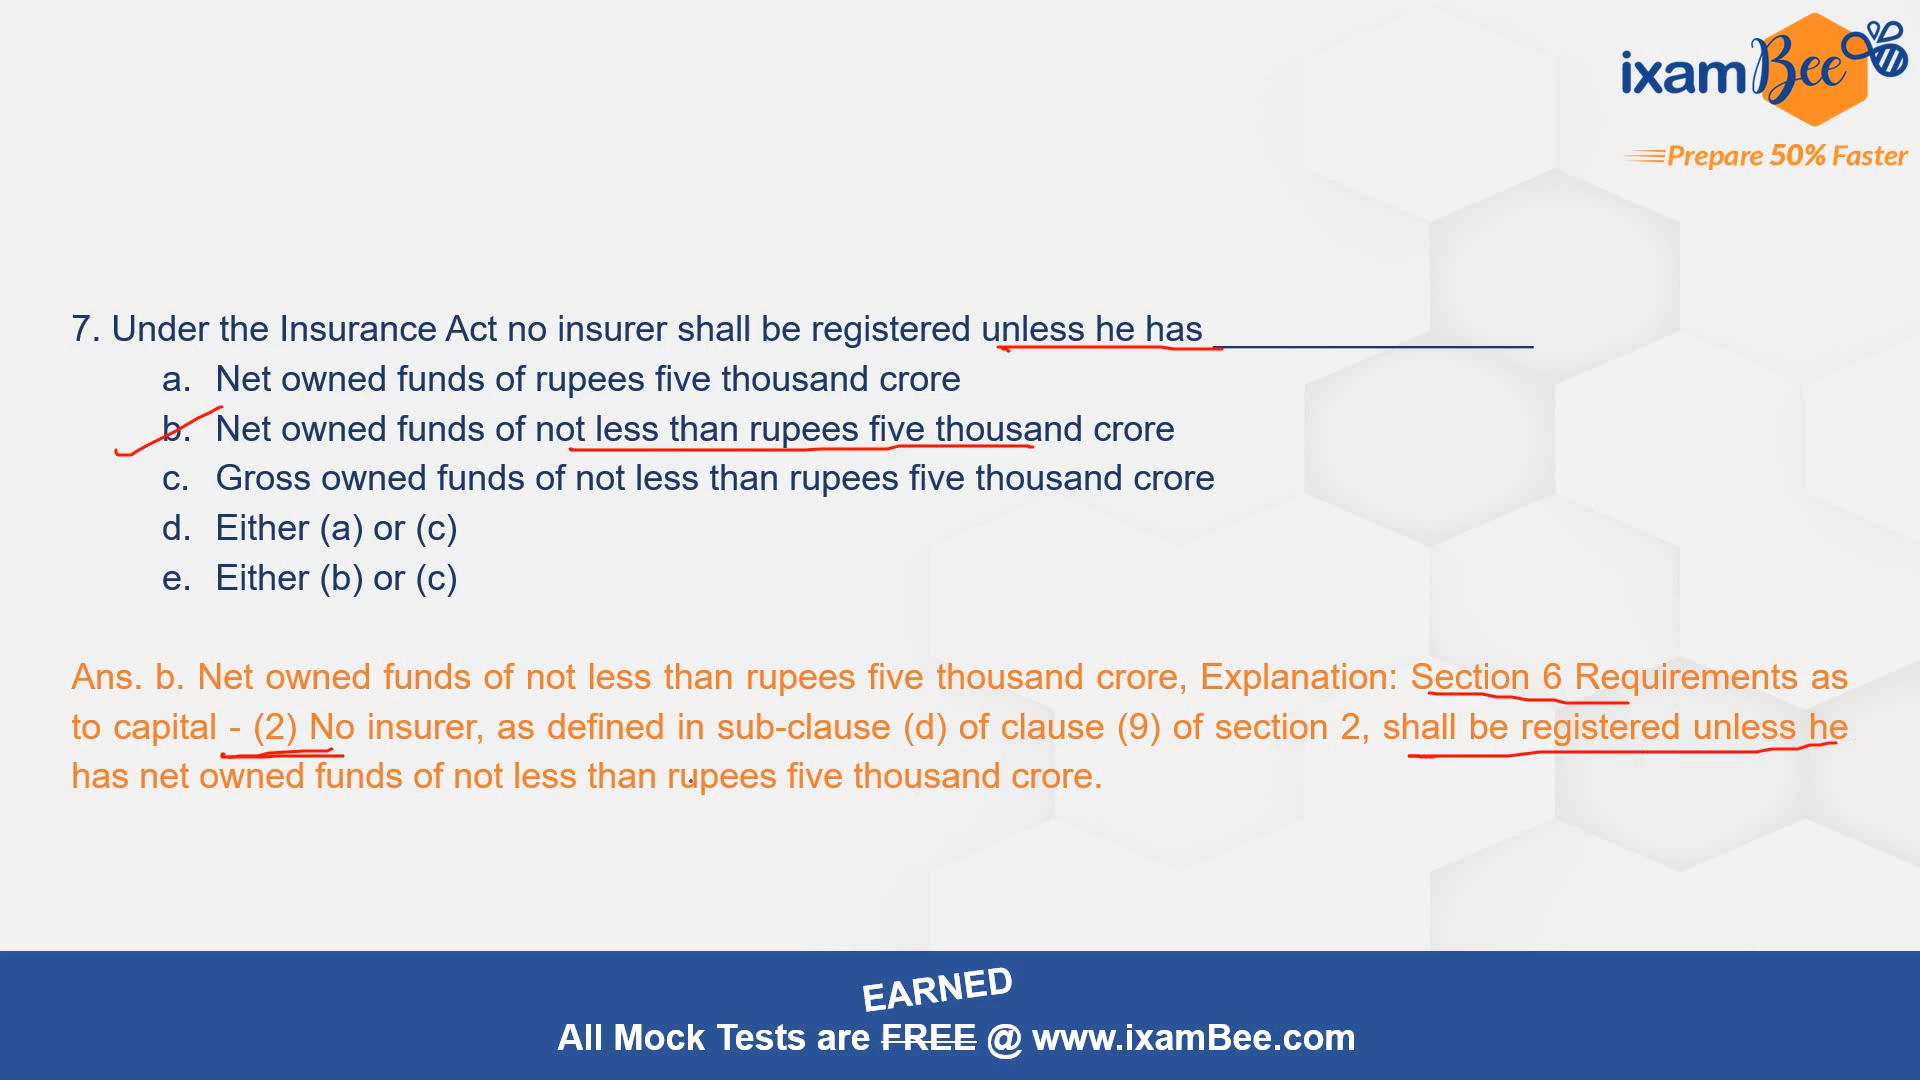 ixamBee
Prepare 50% Faster
7. Under the Insurance Act no insurer shall be registered unless he has ________________
a. Net owned funds of rupees five thousand crore
b. Net owned funds of not less than rupees five thousand crore
c. Gross owned funds of not less than rupees five thousand crore
d. Either (a) or (c)
e. Either (b) or (c)
Ans. b. Net owned funds of not less than rupees five thousand crore, Explanation: Section 6 Requirements as
to capital - (2) No insurer, as defined in sub-clause (d) of clause (9) of section 2, shall be registered unless he
has net owned funds of not less than rupees five thousand crore.
EARNED
All Mock Tests are FREE @ www.ixamBee.com